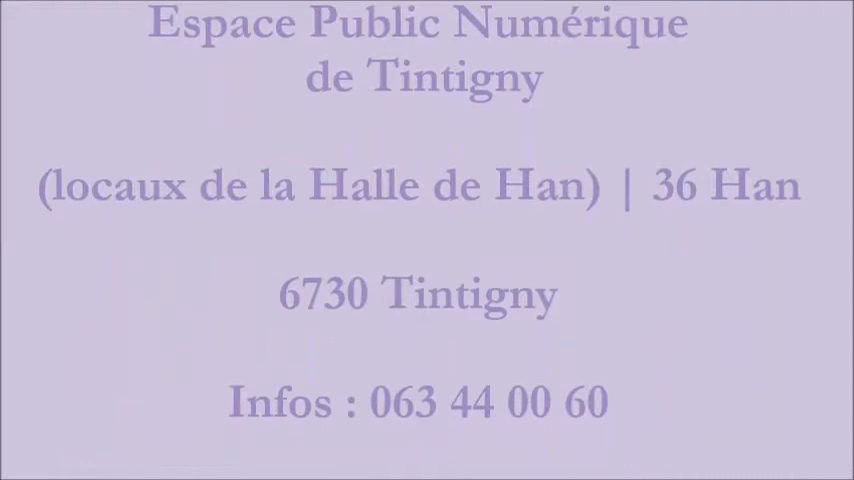 Espace Public Numérique
de Tintigny
(locaux de la Halle de Han) | 36 Han
6730 Tintigny
Infos : 063 44 00 60